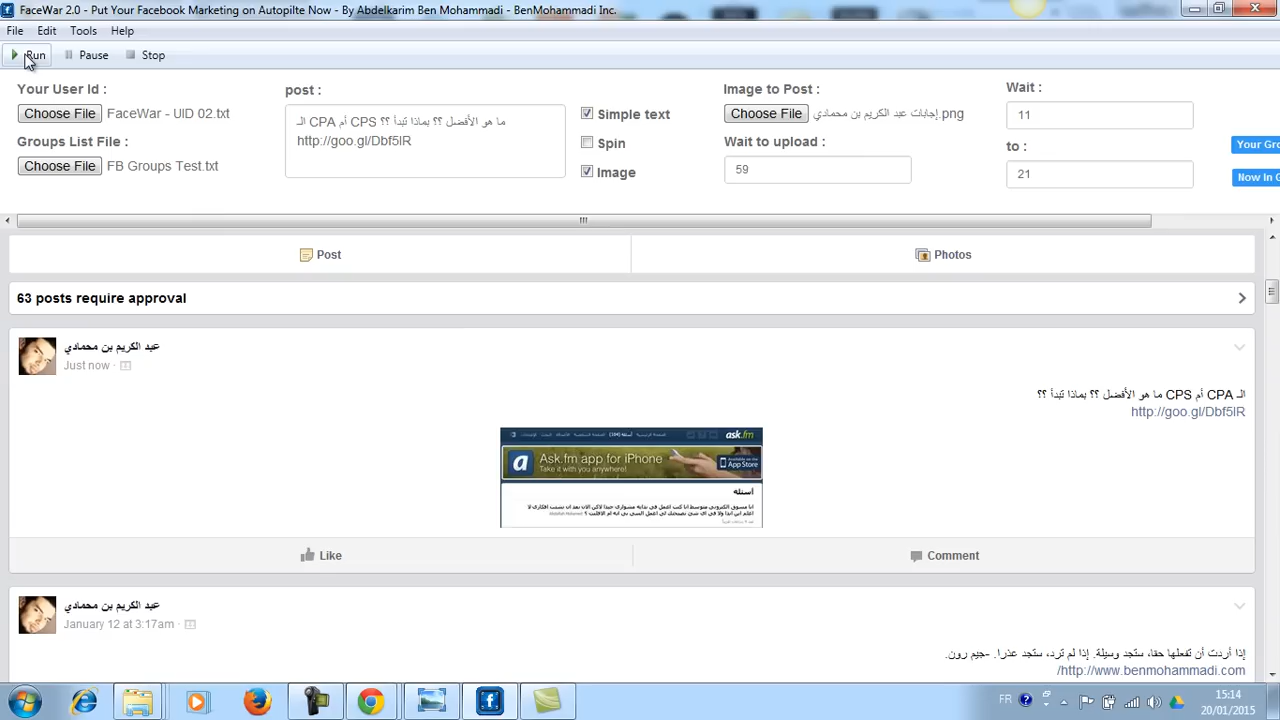 FaceWar 2.0 - Put Your Facebook Marketing on Autopilte Now - By Abdelkarim Ben Mohammadi - BenMohammadi Inc.
File Edit Tools Help
Run Pause Stop
Your User Id :
Choose File FaceWar - UID 02.txt
Groups List File :
Choose File FB Groups Test.txt
post :
الـ CPA أم CPS ما هو الأفضل ؟؟ بماذا تبدأ ؟؟
http://goo.gl/Dbf5lR
Simple text
Spin
Image
Image to Post :
Choose File إجابات عبد الكريم بن محمادي.png
Wait to upload :
59
Wait :
11
to :
21
Your Gro
Now In G
Post
Photos
63 posts require approval
عبد الكريم بن محمادي
Just now ·
الـ CPA أم CPS ما هو الأفضل ؟؟ بماذا تبدأ ؟؟
http://goo.gl/Dbf5lR
ask.fm
Ask.fm app for iPhone
Take it with you anywhere!
Available on the
App Store
أسئلة
Like
Comment
عبد الكريم بن محمادي
January 12 at 3:17am ·
إذا أردت أن تفعلها حقا، ستجد وسيلة. إذا لم ترد، ستجد عذرا. -جيم رون.
http://www.benmohammadi.com/
FR
15:14
20/01/2015